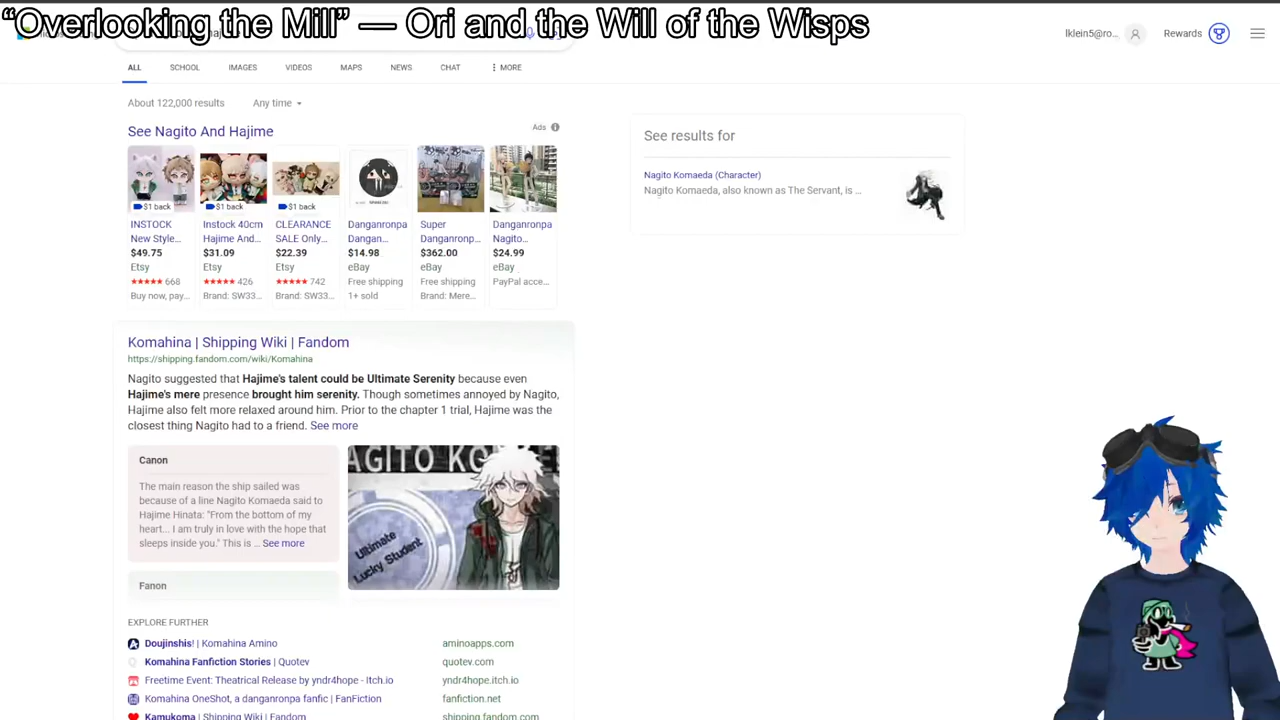 “Overlooking the Mill” — Ori and the Will of the Wisps
lklein5@ro...
Rewards
ALL
SCHOOL
IMAGES
VIDEOS
MAPS
NEWS
CHAT
MORE
About 122,000 results
Any time
See Nagito And Hajime
Ads
$1 back
$1 back
$1 back
INSTOCK
New Style...
$49.75
Etsy
668
Buy now, pay...
Instock 40cm
Hajime And...
$31.09
Etsy
426
Brand: SW33...
CLEARANCE
SALE Only...
$22.39
Etsy
742
Brand: SW33...
Danganronpa
Dangan...
$14.98
eBay
Free shipping
1+ sold
Super
Danganronp...
$362.00
eBay
Free shipping
Brand: Mere...
Danganronpa
Nagito...
$24.99
eBay
PayPal acce...
See results for
Nagito Komaeda (Character)
Nagito Komaeda, also known as The Servant, is ...
Komahina | Shipping Wiki | Fandom
https://shipping.fandom.com/wiki/Komahina
Nagito suggested that Hajime's talent could be Ultimate Serenity because even
Hajime's mere presence brought him serenity. Though sometimes annoyed by Nagito,
Hajime also felt more relaxed around him. Prior to the chapter 1 trial, Hajime was the
closest thing Nagito had to a friend. See more
Canon
The main reason the ship sailed was
because of a line Nagito Komaeda said to
Hajime Hinata: "From the bottom of my
heart... I am truly in love with the hope that
sleeps inside you." This is ... See more
Fanon
AGITO KO
Ultimate
Lucky Student
EXPLORE FURTHER
Doujinshis! | Komahina Amino
aminoapps.com
Komahina Fanfiction Stories | Quotev
quotev.com
Freetime Event: Theatrical Release by yndr4hope - Itch.io
yndr4hope.itch.io
Komahina OneShot, a danganronpa fanfic | FanFiction
fanfiction.net
Kamukoma | Shipping Wiki | Fandom
shipping.fandom.com